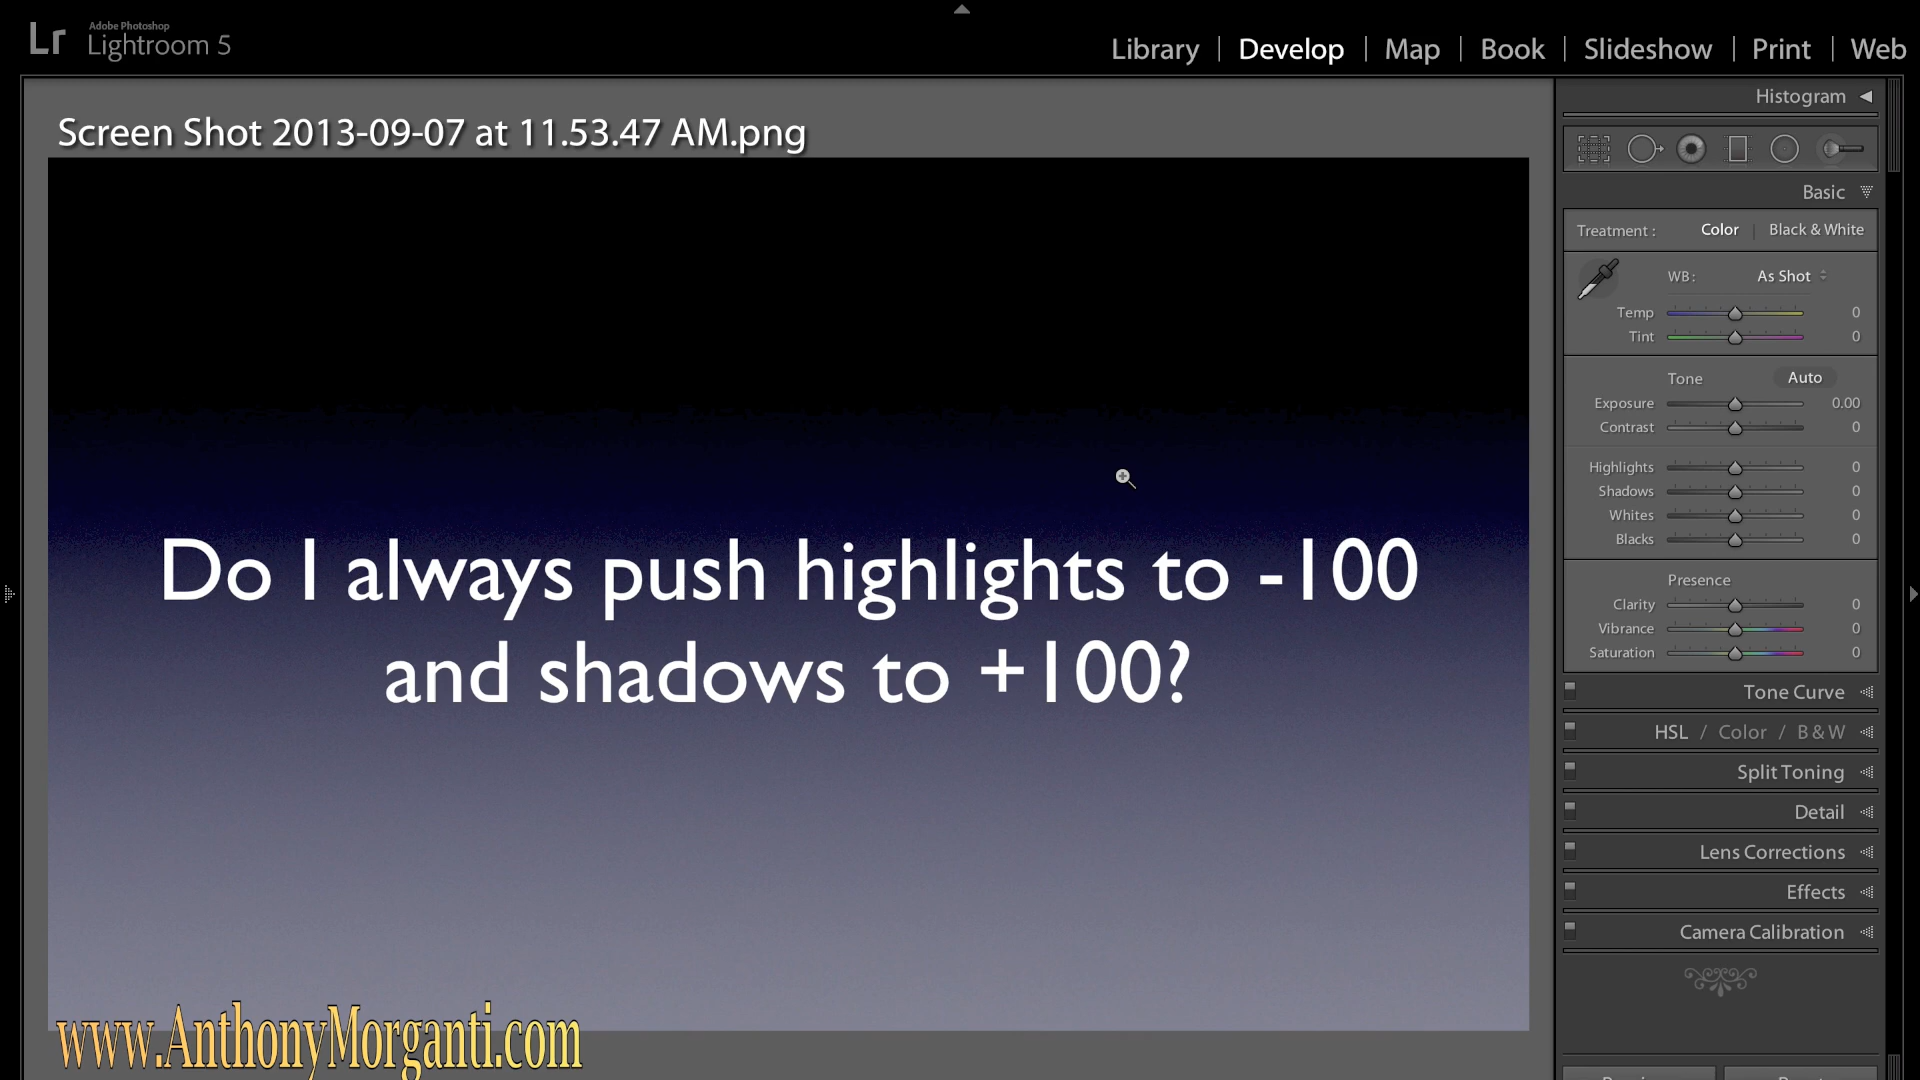 Lr
Adobe Photoshop
Lightroom 5
Library | Develop | Map | Book | Slideshow | Print | Web
Screen Shot 2013-09-07 at 11.53.47 AM.png
Do I always push highlights to -100
and shadows to +100?
www.AnthonyMorganti.com
Histogram
Basic
Treatment : Color | Black & White
WB: As Shot
Temp 0
Tint 0
Tone Auto
Exposure 0.00
Contrast 0
Highlights 0
Shadows 0
Whites 0
Blacks 0
Presence
Clarity 0
Vibrance 0
Saturation 0
Tone Curve
HSL / Color / B & W
Split Toning
Detail
Lens Corrections
Effects
Camera Calibration